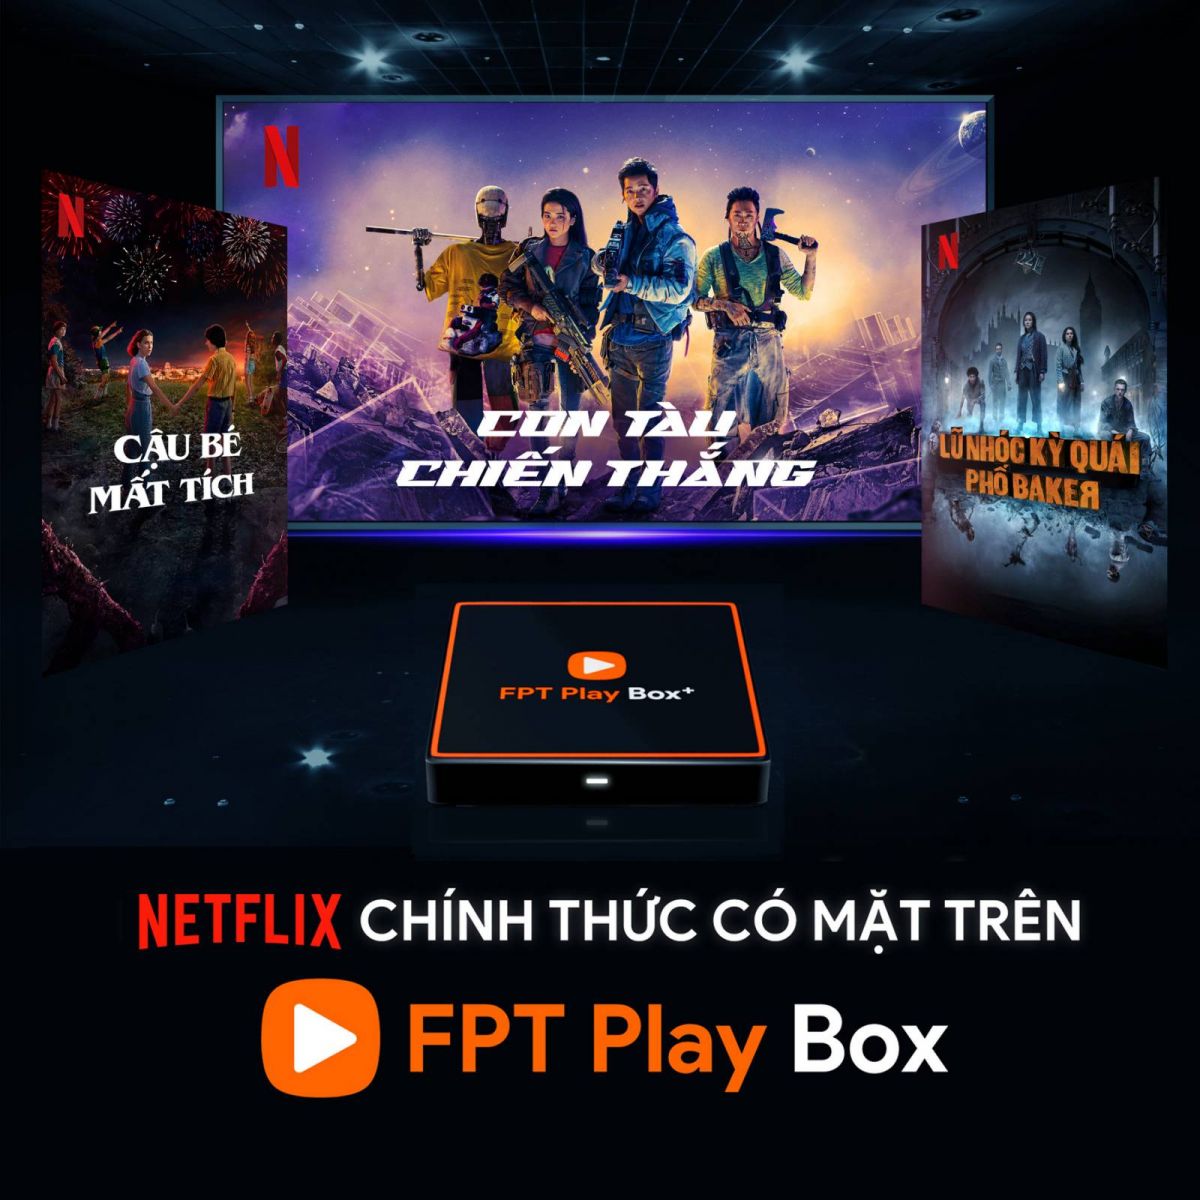 N
N
N
221
CẬU BÉ
MẤT TÍCH
CON TÀU
CHIẾN THẮNG
LŨ NHÓC KỲ QUÁI
PHỐ BAKER
FPT Play Box+
NETFLIX CHÍNH THỨC CÓ MẶT TRÊN
FPT Play Box